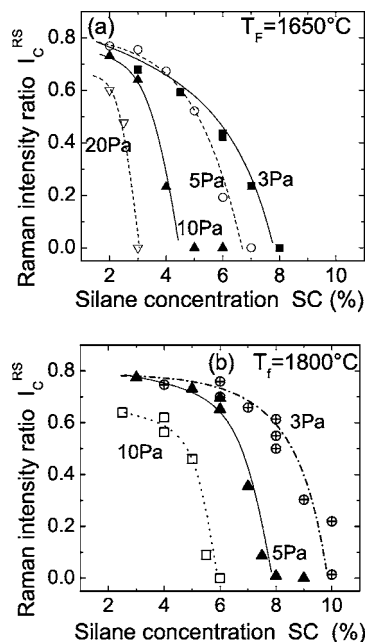 (a)
T_F=1650°C
Raman intensity ratio I_C^RS
0.8
0.6
0.4
0.2
0.0
20Pa
5Pa
3Pa
10Pa
2 4 6 8 10
Silane concentration SC (%)
(b)
T_f=1800°C
Raman intensity ratio I_C^RS
0.8
0.6
0.4
0.2
0.0
10Pa
3Pa
5Pa
2 4 6 8 10
Silane concentration SC (%)